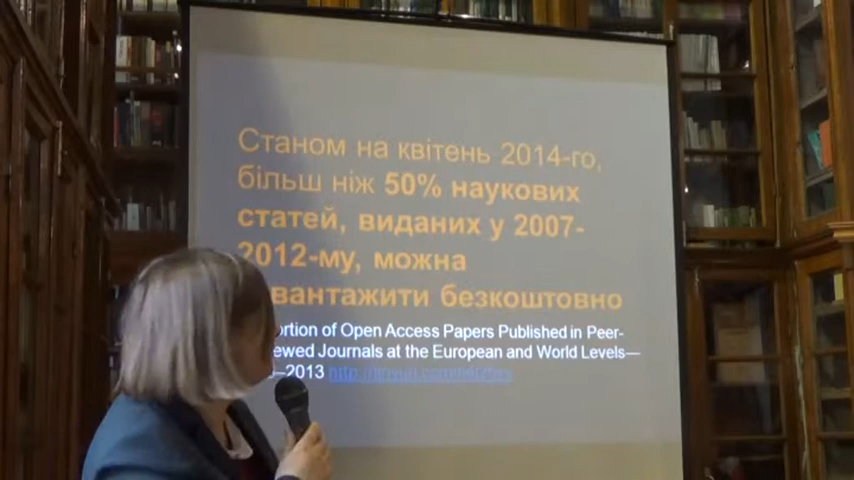 Станом на квітень 2014-го,
більш ніж 50% наукових
статей, виданих у 2007-
2012-му, можна
вантажити безкоштовно
ortion of Open Access Papers Published in Peer-
ewed Journals at the European and World Levels—
–2013